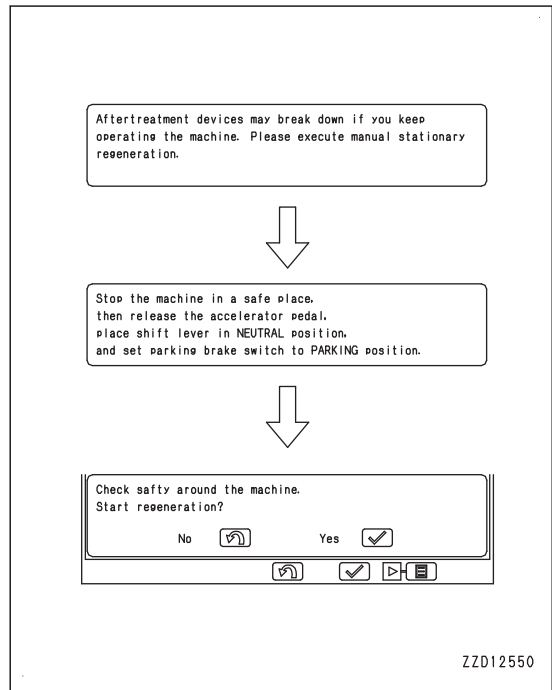 Aftertreatment devices may break down if you keep
operating the machine. Please execute manual stationary
regeneration.
Stop the machine in a safe place,
then release the accelerator pedal,
place shift lever in NEUTRAL position,
and set parking brake switch to PARKING position.
Check safty around the machine.
Start regeneration?
No Yes
ZZD12550